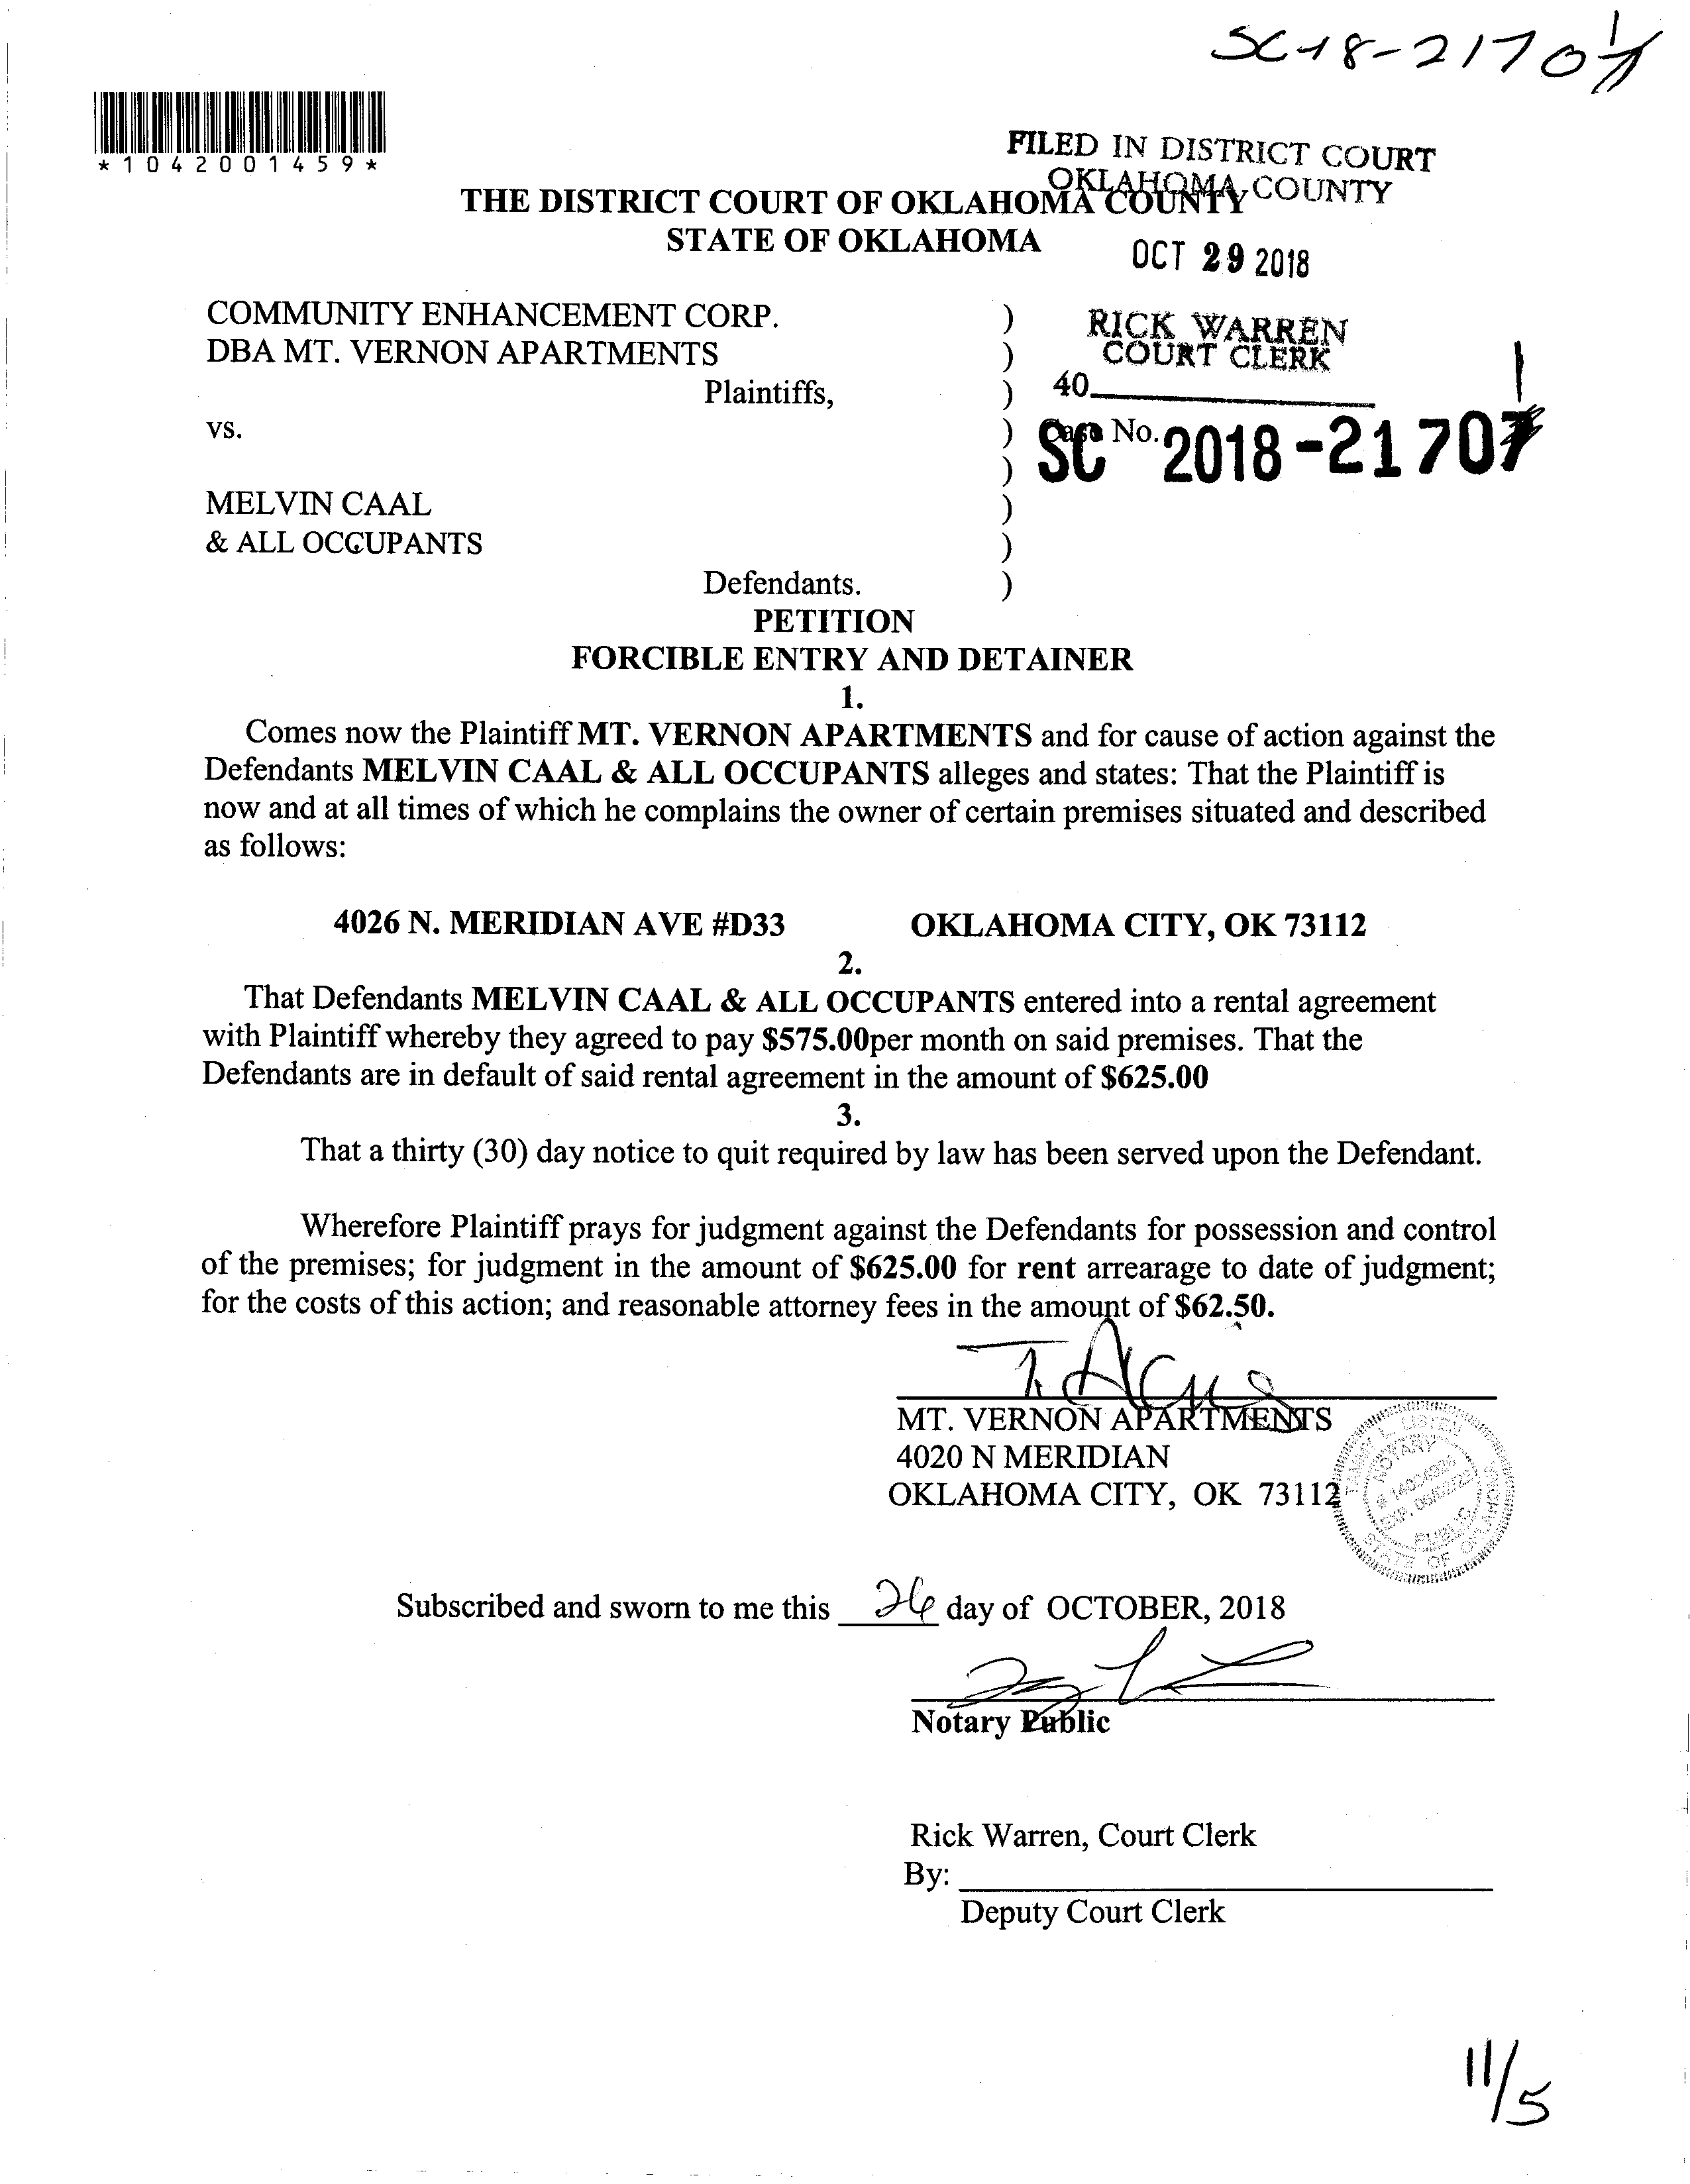 SC-18-21701
*1042001459*
FILED IN DISTRICT COURT
OKLAHOMA COUNTY
THE DISTRICT COURT OF OKLAHOMA COUNTY
STATE OF OKLAHOMA
OCT 29 2018
COMMUNITY ENHANCEMENT CORP.
DBA MT. VERNON APARTMENTS
Plaintiffs,
RICK WARREN
COURT CLERK
40
vs.
Case No.
SC 2018-21701
MELVIN CAAL
& ALL OCCUPANTS
Defendants.
)
)
)
)
)
)
)
)
PETITION
FORCIBLE ENTRY AND DETAINER
1.
Comes now the Plaintiff MT. VERNON APARTMENTS and for cause of action against the
Defendants MELVIN CAAL & ALL OCCUPANTS alleges and states: That the Plaintiff is
now and at all times of which he complains the owner of certain premises situated and described
as follows:
4026 N. MERIDIAN AVE #D33 OKLAHOMA CITY, OK 73112
2.
That Defendants MELVIN CAAL & ALL OCCUPANTS entered into a rental agreement
with Plaintiff whereby they agreed to pay $575.00per month on said premises. That the
Defendants are in default of said rental agreement in the amount of $625.00
3.
That a thirty (30) day notice to quit required by law has been served upon the Defendant.
Wherefore Plaintiff prays for judgment against the Defendants for possession and control
of the premises; for judgment in the amount of $625.00 for rent arrearage to date of judgment;
for the costs of this action; and reasonable attorney fees in the amount of $62.50.
MT. VERNON APARTMENTS
4020 N MERIDIAN
OKLAHOMA CITY, OK 73112
TAMMY L. LISTEN
NOTARY
# 14004926
EXP. 06/02/22
PUBLIC
STATE OF OKLAHOMA
Subscribed and sworn to me this 26 day of OCTOBER, 2018
Notary Public
Rick Warren, Court Clerk
By:
Deputy Court Clerk
11/5